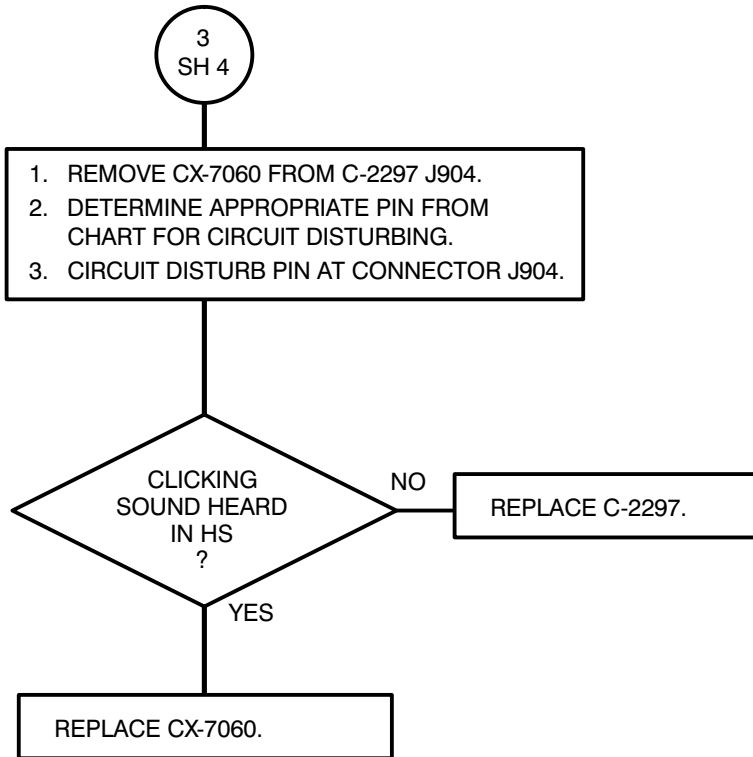 3
SH 4
1. REMOVE CX-7060 FROM C-2297 J904.
2. DETERMINE APPROPRIATE PIN FROM
CHART FOR CIRCUIT DISTURBING.
3. CIRCUIT DISTURB PIN AT CONNECTOR J904.
CLICKING
SOUND HEARD
IN HS
?
NO
REPLACE C-2297.
YES
REPLACE CX-7060.